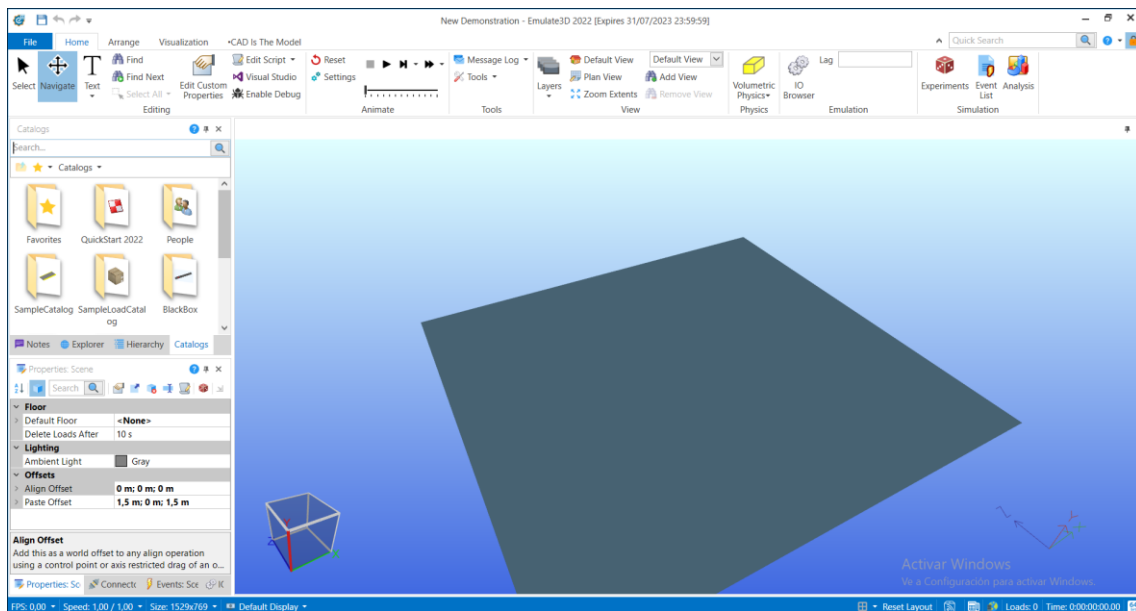 New Demonstration - Emulate3D 2022 [Expires 31/07/2023 23:59:59]
File Home Arrange Visualization •CAD Is The Model Quick Search
Select Navigate Text Find Find Next Select All Edit Custom Properties Edit Script Visual Studio Enable Debug Reset Settings Message Log Tools Layers Default View Plan View Zoom Extents Default View Add View Remove View Volumetric Physics IO Browser Lag Experiments Event List Analysis
Editing Animate Tools View Physics Emulation Simulation
Catalogs
Search...
Catalogs
Favorites QuickStart 2022 People
SampleCatalog SampleLoadCatal
og BlackBox
Notes Explorer Hierarchy Catalogs
Properties: Scene
Search
Floor
Default Floor <None>
Delete Loads After 10 s
Lighting
Ambient Light Gray
Offsets
Align Offset 0 m; 0 m; 0 m
Paste Offset 1,5 m; 0 m; 1,5 m
Align Offset
Add this as a world offset to any align operation
using a control point or axis restricted drag of an o...
Properties: Sc Connectc Events: Sce
Activar Windows
Ve a Configuración para activar Windows.
FPS: 0,00 Speed: 1,00 / 1,00 Size: 1529x769 Default Display Reset Layout Loads: 0 Time: 0:00:00:00.00